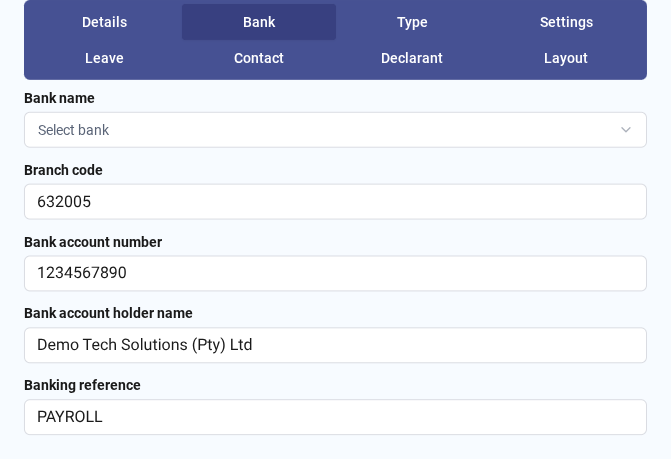 Details Bank Type Settings
Leave Contact Declarant Layout
Bank name
Select bank
Branch code
632005
Bank account number
1234567890
Bank account holder name
Demo Tech Solutions (Pty) Ltd
Banking reference
PAYROLL